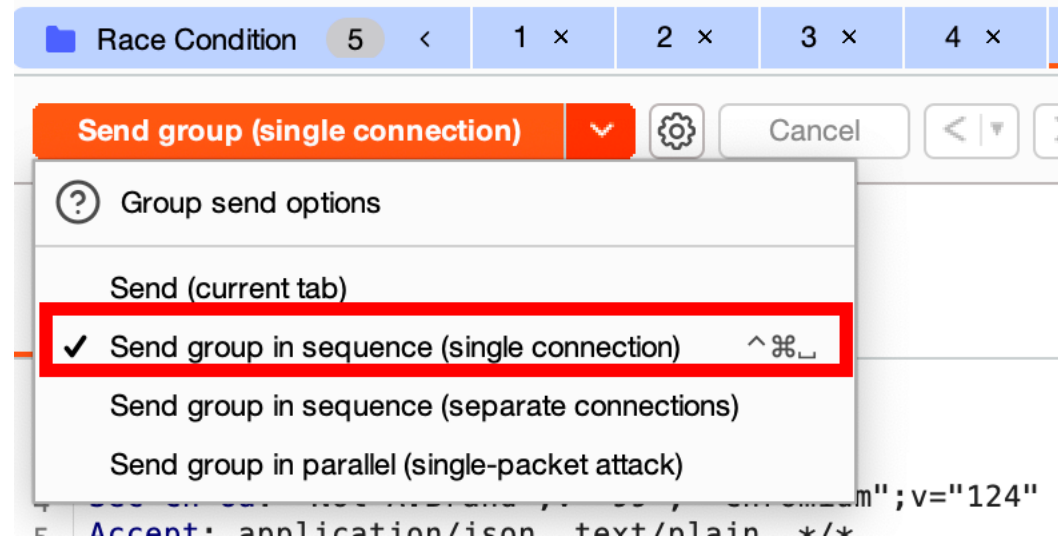 Race Condition 5 < 1 × 2 × 3 × 4 ×
Send group (single connection) Cancel <
Group send options
Send (current tab)
✓ Send group in sequence (single connection) ^⌘⎵
Send group in sequence (separate connections)
Send group in parallel (single-packet attack)
";v="124"
5 Accept: application/json, text/plain, */*